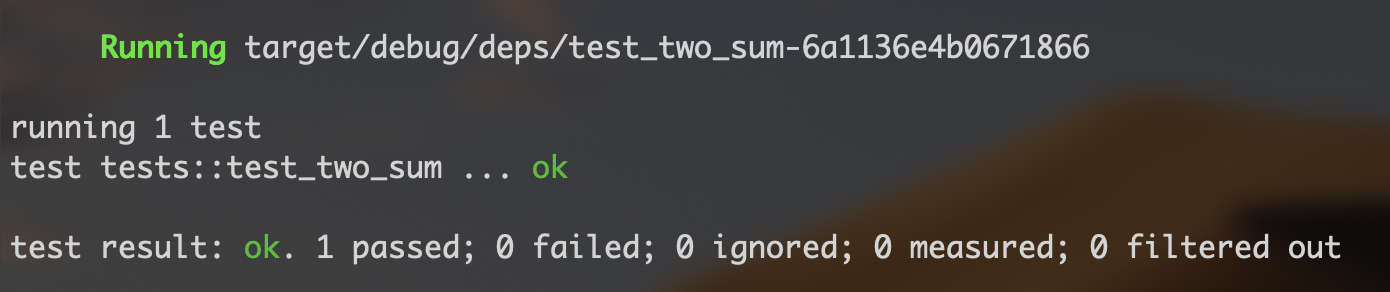 Running target/debug/deps/test_two_sum-6a1136e4b0671866
running 1 test
test tests::test_two_sum ... ok
test result: ok. 1 passed; 0 failed; 0 ignored; 0 measured; 0 filtered out